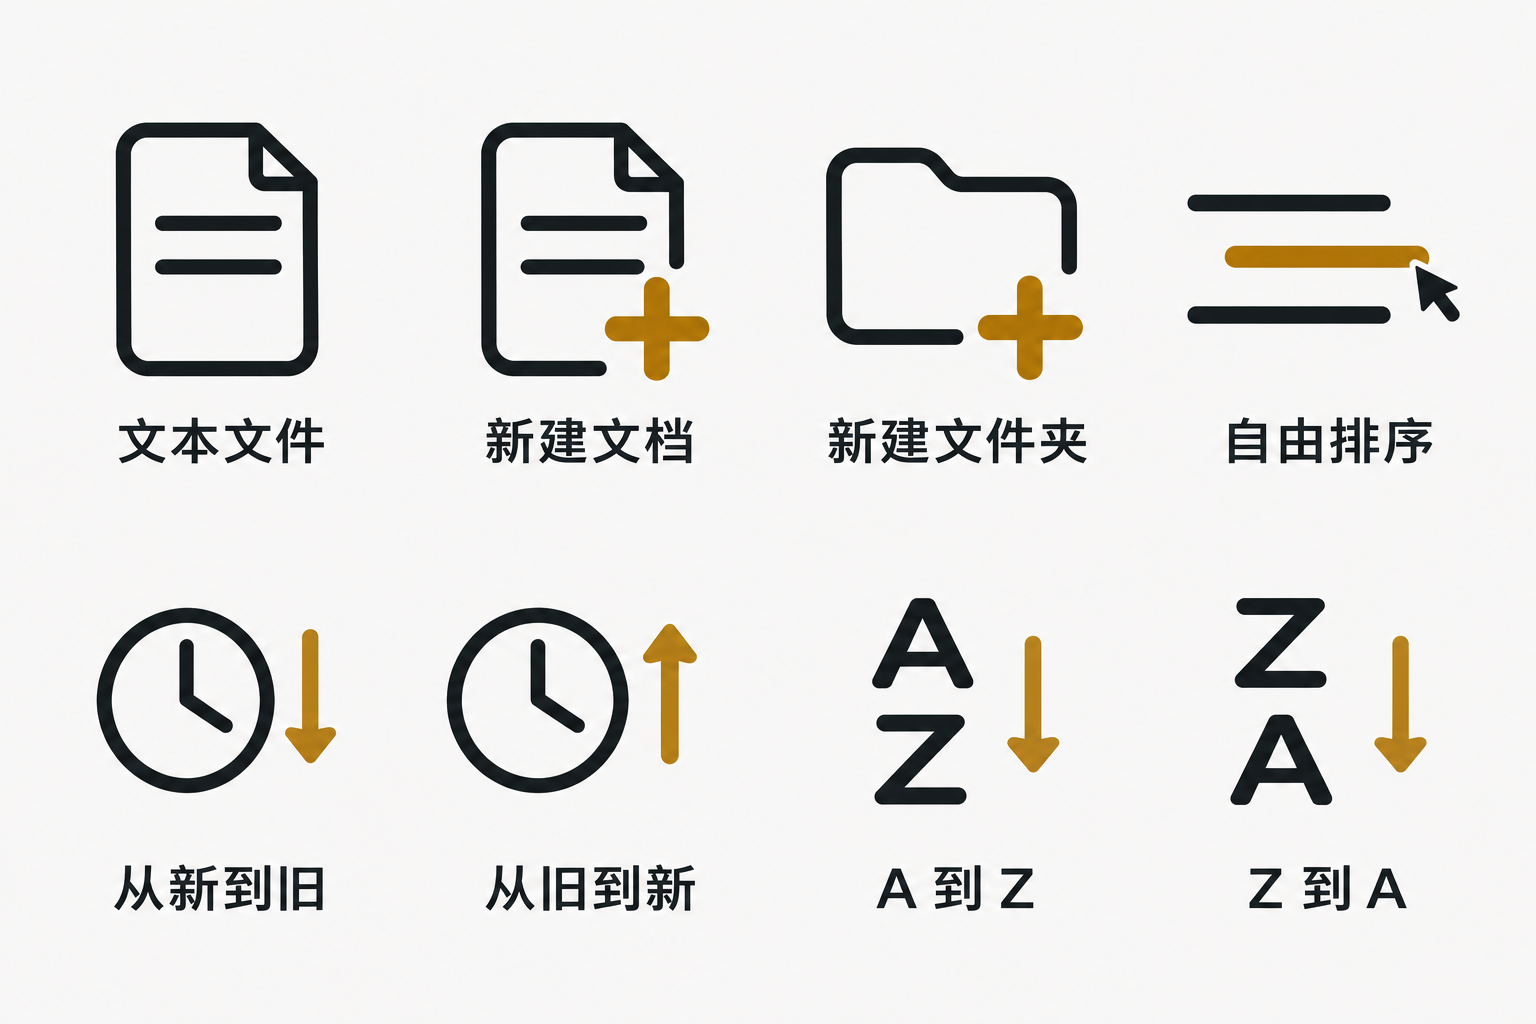 文本文件
新建文档
新建文件夹
自由排序
A
Z
Z
A
从新到旧
从旧到新
A 到 Z
Z 到 A